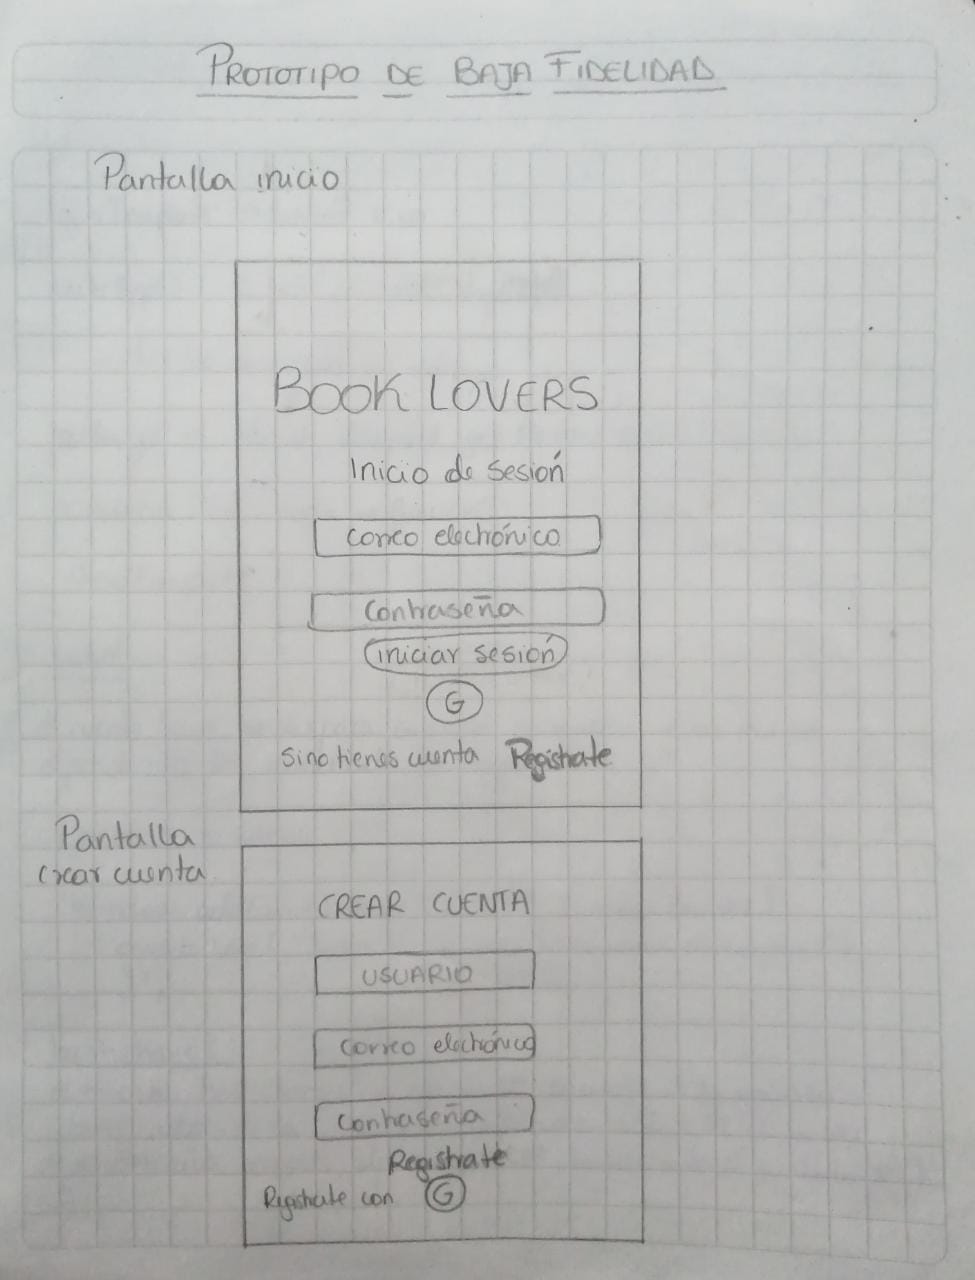 PROTOTIPO DE BAJA FIDELIDAD
Pantalla inicio
BOOK LOVERS
Inicio de sesión
correo electrónico
Contraseña
iniciar sesión
G
Sino tienes cuenta Registrate
Pantalla
crear cuenta
CREAR CUENTA
USUARIO
correo electrónico
Contraseña
Registrate
Registrate con G